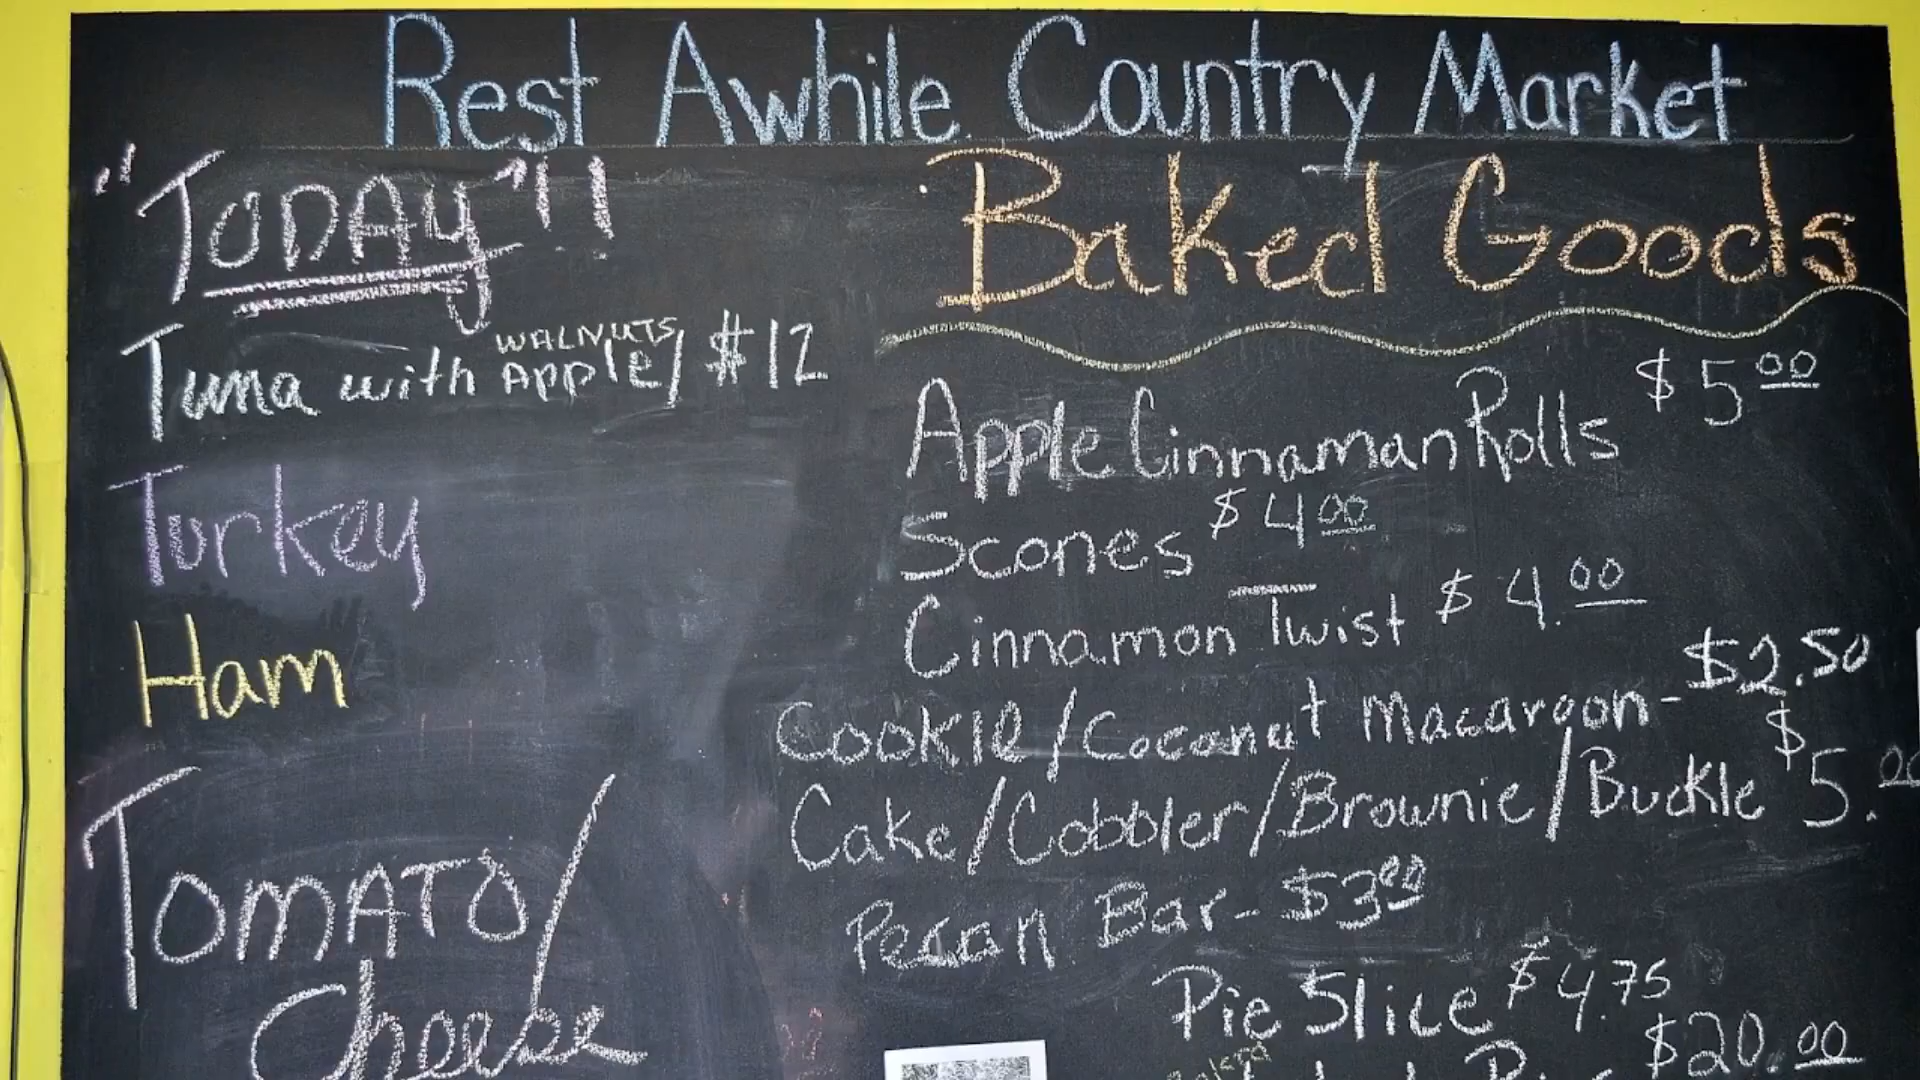 Rest Awhile Country Market
"TODAY"!!
Tuna with WALNUTS APPLE/ $12
Turkey
Ham
TOMATO/
Cheese
Baked Goods
Apple Cinnaman Rolls $5.00
Scones $4.00
Cinnamon Twist $4.00
Cookie/Coconut Macaroon - $2.50
Cake/Cobbler/Brownie/Buckle $5.00
Pecan Bar - $3.00
Pie Slice $4.75
$20.00